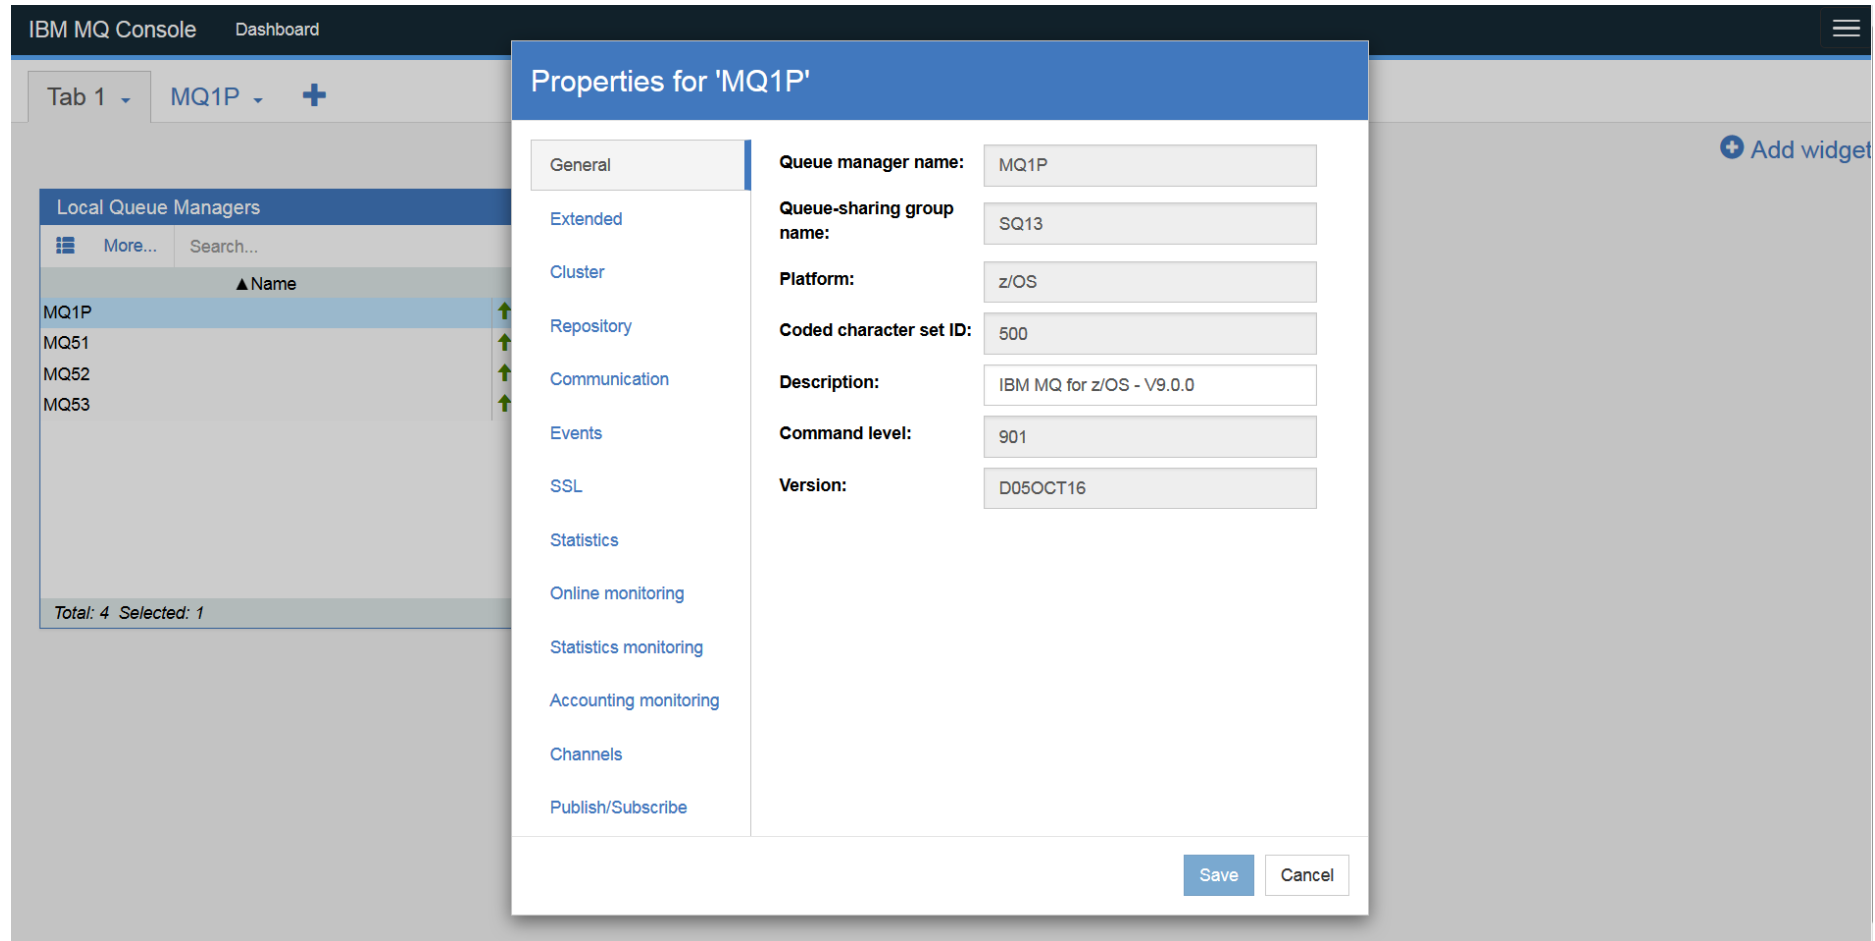 IBM MQ Console Dashboard
Tab 1 MQ1P
Add widget
Local Queue Managers
More... Search...
▲Name
MQ1P
MQ51
MQ52
MQ53
Total: 4 Selected: 1
Properties for 'MQ1P'
General
Extended
Cluster
Repository
Communication
Events
SSL
Statistics
Online monitoring
Statistics monitoring
Accounting monitoring
Channels
Publish/Subscribe
Queue manager name: MQ1P
Queue-sharing group
name: SQ13
Platform: z/OS
Coded character set ID: 500
Description: IBM MQ for z/OS - V9.0.0
Command level: 901
Version: D05OCT16
Save Cancel